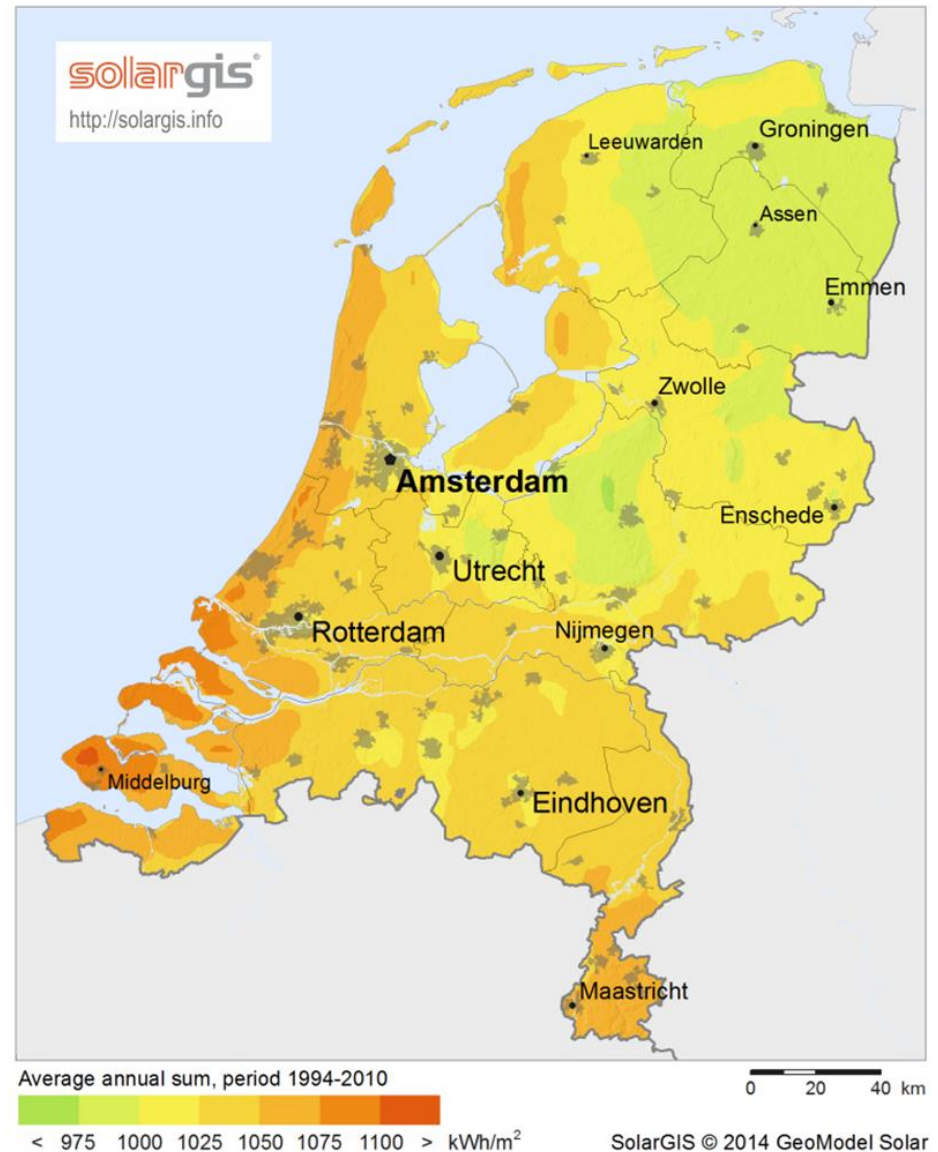 solargis®
http://solargis.info
Leeuwarden
Groningen
Assen
Emmen
Zwolle
Amsterdam
Enschede
Utrecht
Rotterdam
Nijmegen
Middelburg
Eindhoven
Maastricht
Average annual sum, period 1994-2010
0 20 40 km
< 975 1000 1025 1050 1075 1100 > kWh/m²
SolarGIS © 2014 GeoModel Solar